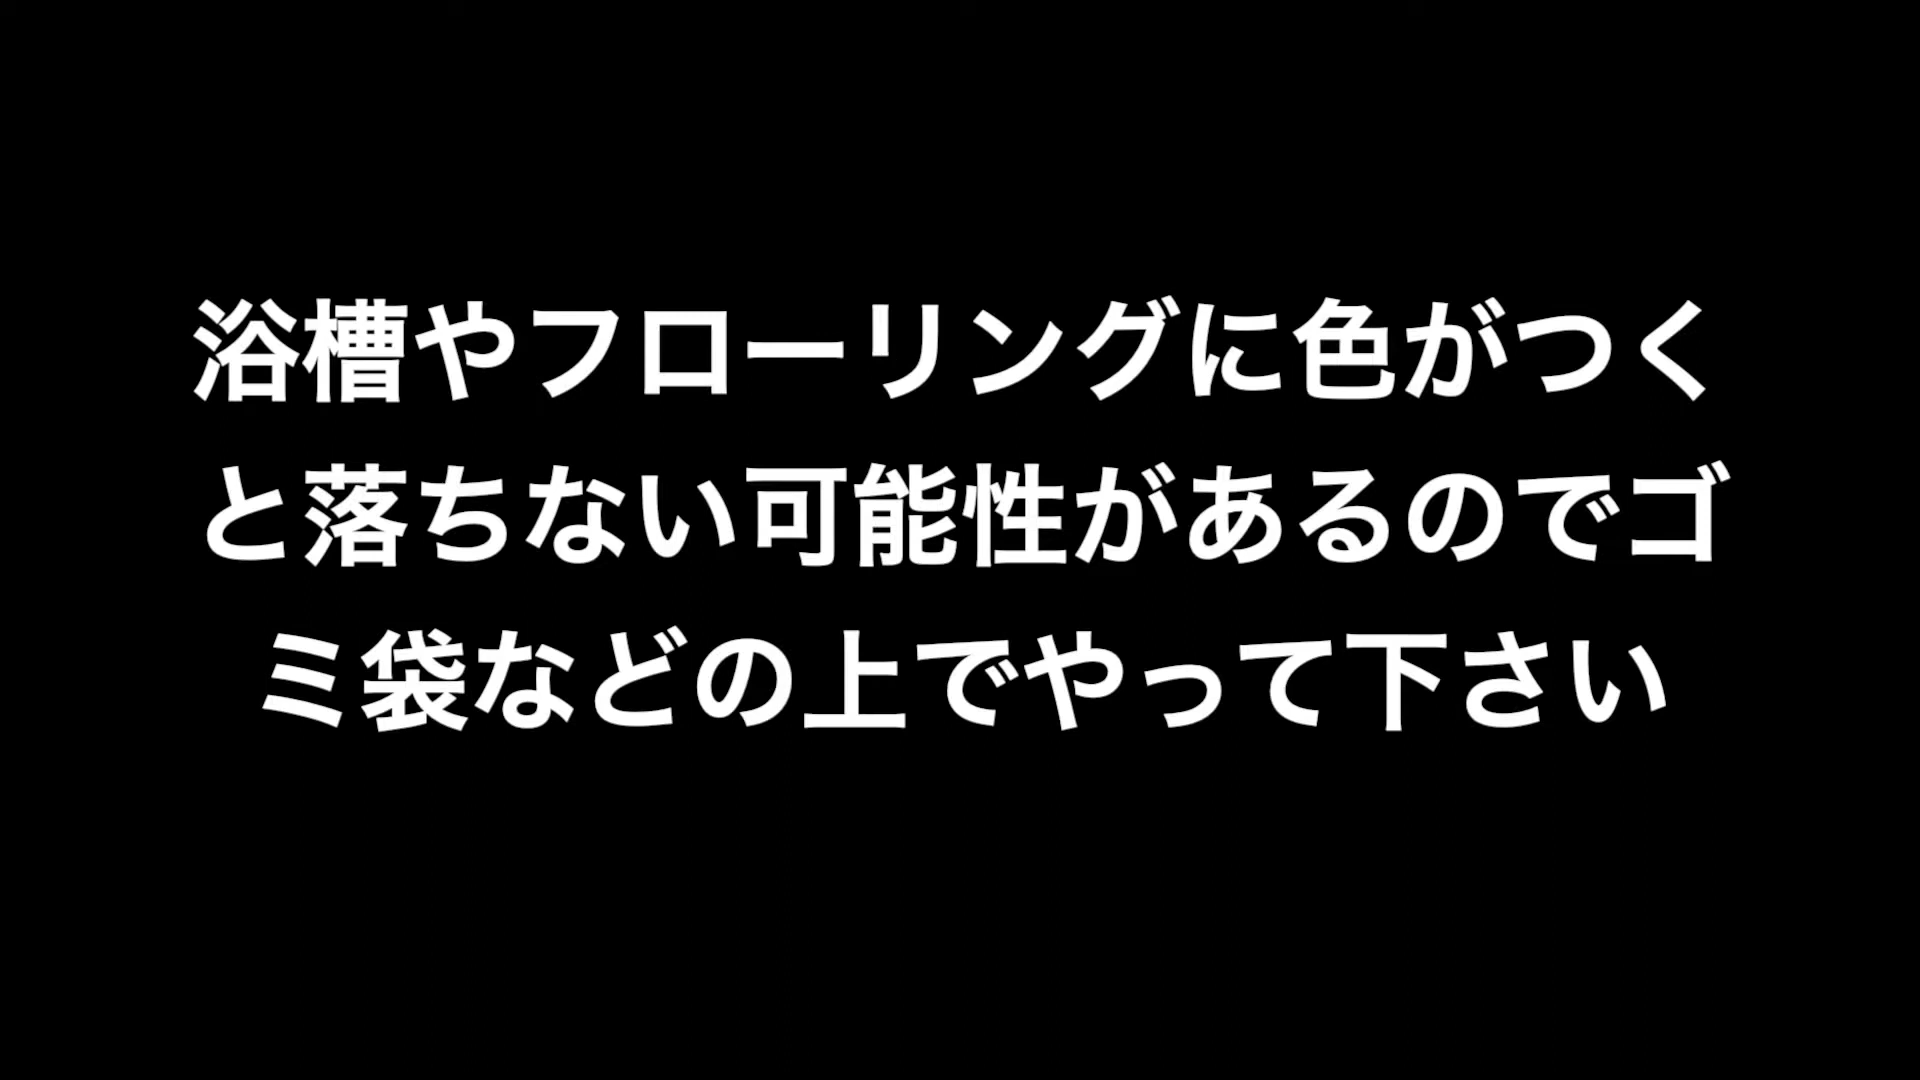 浴槽やフローリングに色がつく
と落ちない可能性があるのでゴ
ミ袋などの上でやって下さい